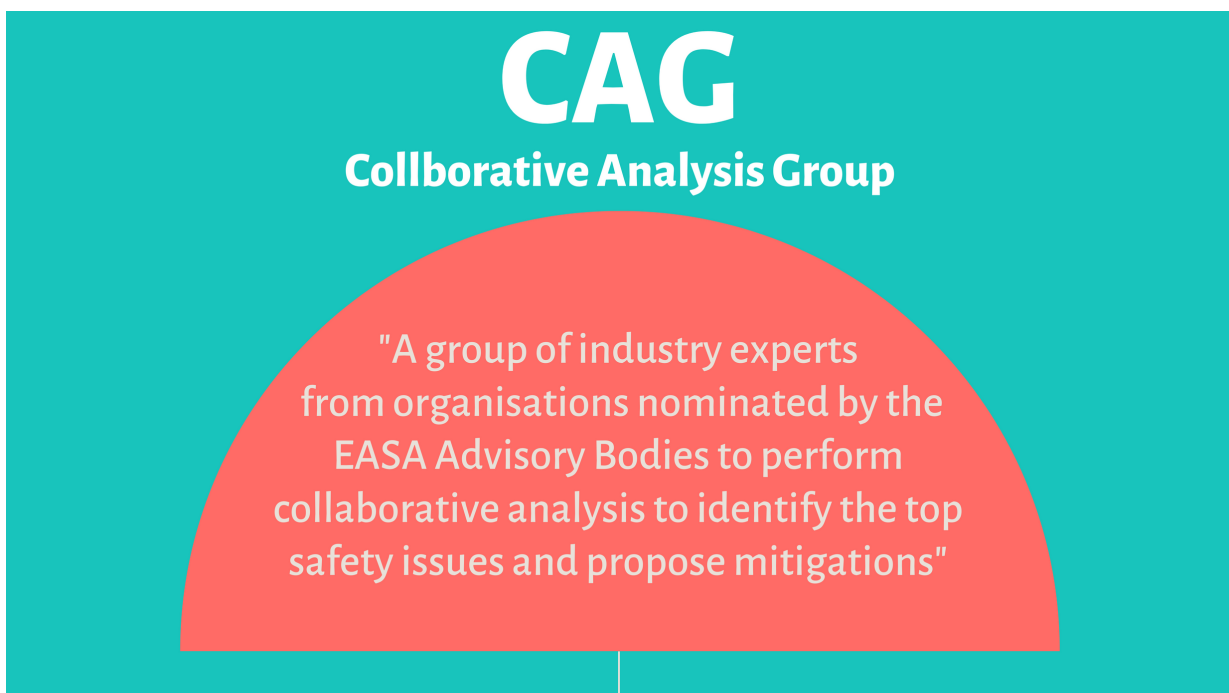 CAG
Collborative Analysis Group
"A group of industry experts
from organisations nominated by the
EASA Advisory Bodies to perform
collaborative analysis to identify the top
safety issues and propose mitigations"